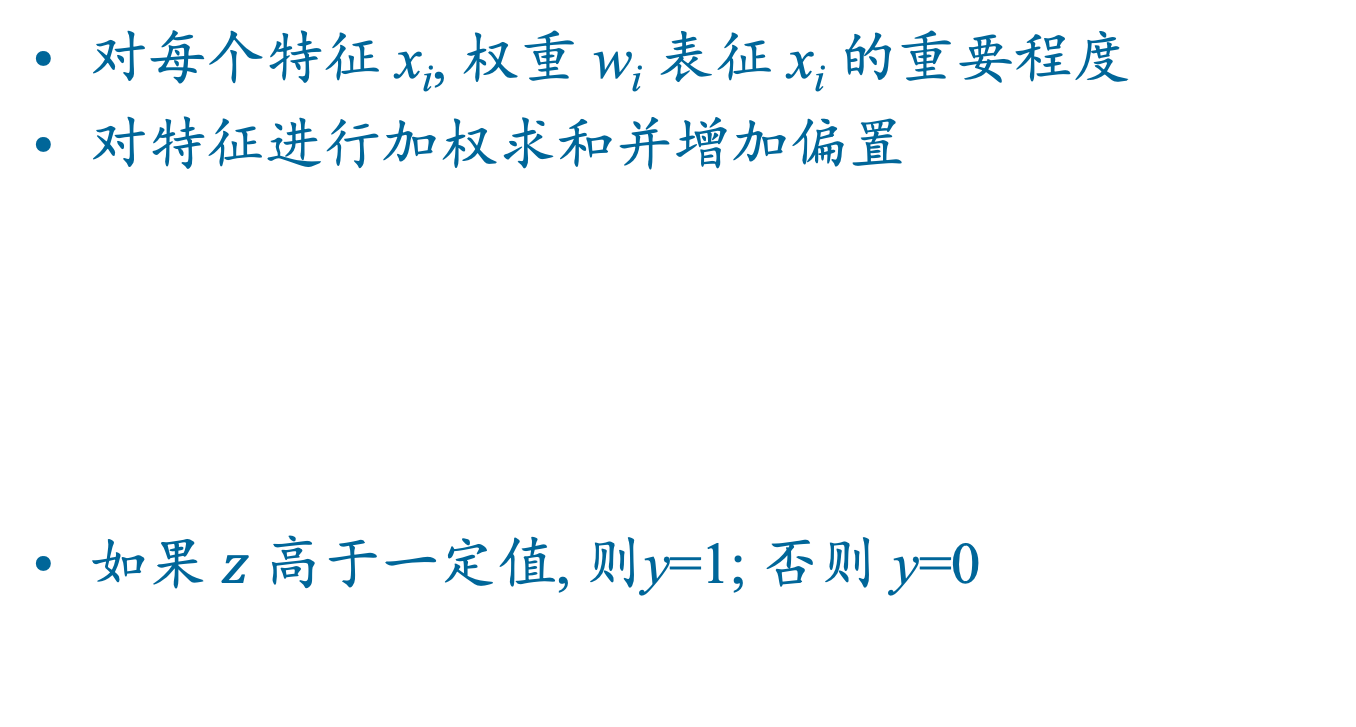 • 对每个特征 xᵢ, 权重 wᵢ 表征 xᵢ 的重要程度
• 对特征进行加权求和并增加偏置
• 如果 z 高于一定值, 则y=1; 否则 y=0